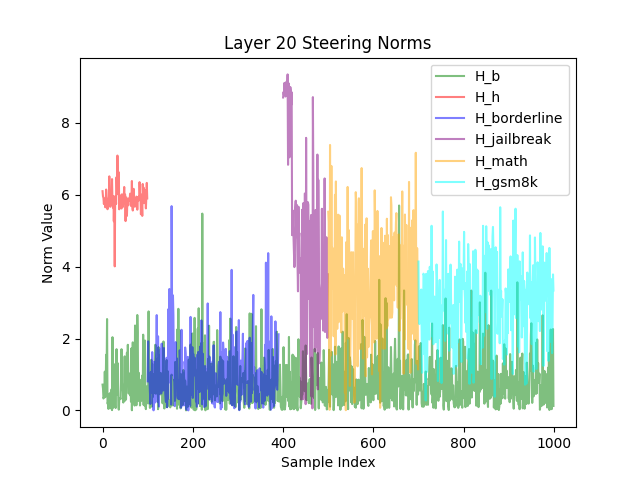 Layer 20 Steering Norms
H_b
H_h
H_borderline
H_jailbreak
H_math
H_gsm8k
8
6
4
2
0
Norm Value
0
200
400
600
800
1000
Sample Index